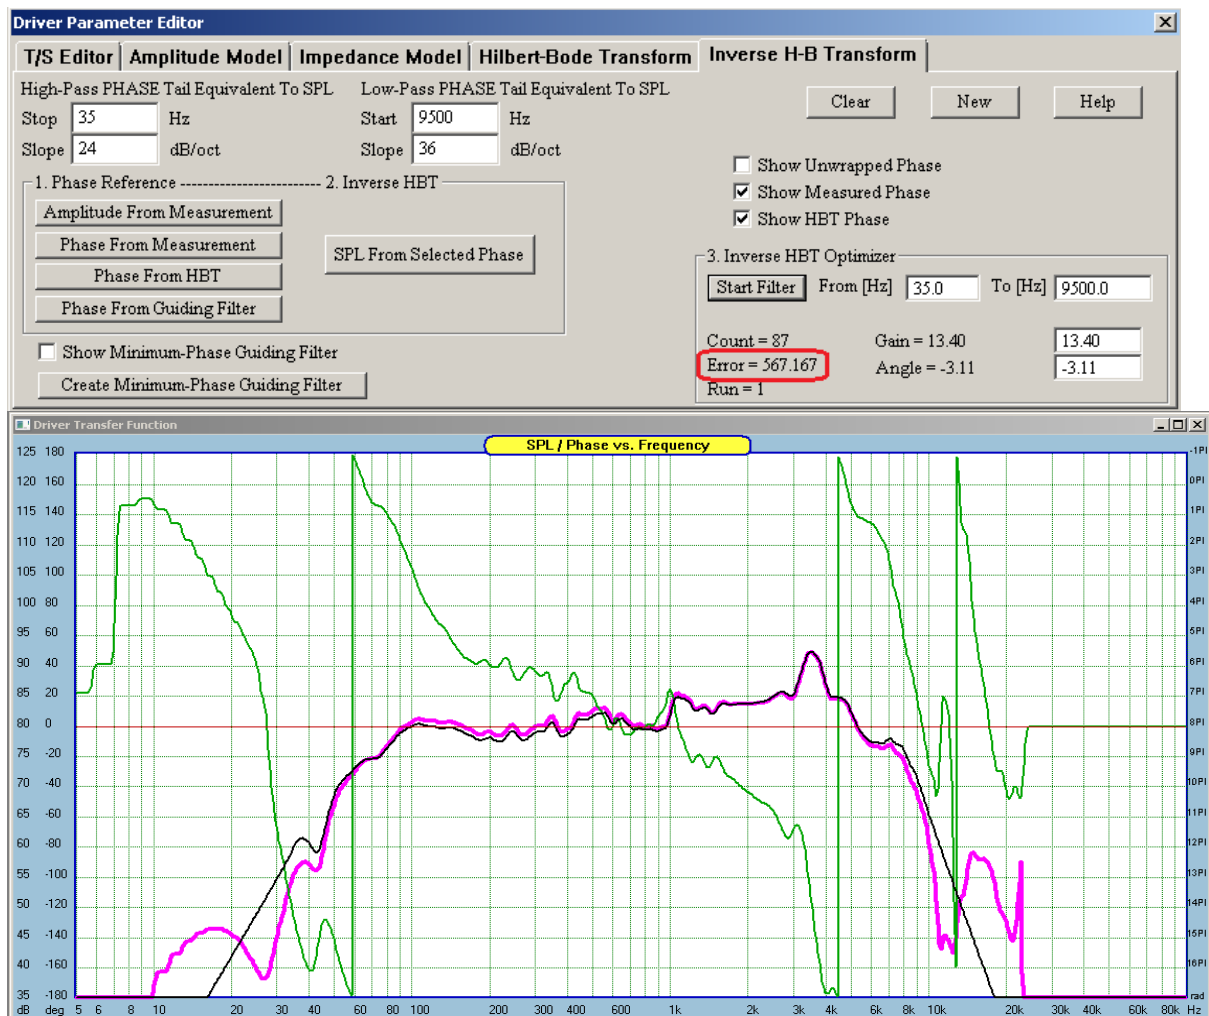 Driver Parameter Editor
T/S Editor Amplitude Model Impedance Model Hilbert-Bode Transform Inverse H-B Transform
High-Pass PHASE Tail Equivalent To SPL Low-Pass PHASE Tail Equivalent To SPL
Clear New Help
Stop 35 Hz Start 9500 Hz
Slope 24 dB/oct Slope 36 dB/oct
Show Unwrapped Phase
Show Measured Phase
Show HBT Phase
1. Phase Reference ----------------------- 2. Inverse HBT
Amplitude From Measurement
Phase From Measurement
SPL From Selected Phase
Phase From HBT
Phase From Guiding Filter
Show Minimum-Phase Guiding Filter
Create Minimum-Phase Guiding Filter
3. Inverse HBT Optimizer
Start Filter From [Hz] 35.0 To [Hz] 9500.0
Count = 87 Gain = 13.40 13.40
Error = 567.167 Angle = -3.11 -3.11
Run = 1
Driver Transfer Function
SPL / Phase vs. Frequency
125 180 -1PI
120 160 0PI
115 140 1PI
110 120 2PI
105 100 3PI
100 80 4PI
95 60 5PI
90 40 6PI
85 20 7PI
80 0 8PI
75 -20 9PI
70 -40 10PI
65 -60 11PI
60 -80 12PI
55 -100 13PI
50 -120 14PI
45 -140 15PI
40 -160 16PI
35 -180 rad
dB deg 5 6 8 10 20 30 40 60 80 100 200 300 400 600 1k 2k 3k 4k 6k 8k 10k 20k 30k 40k 60k 80k Hz